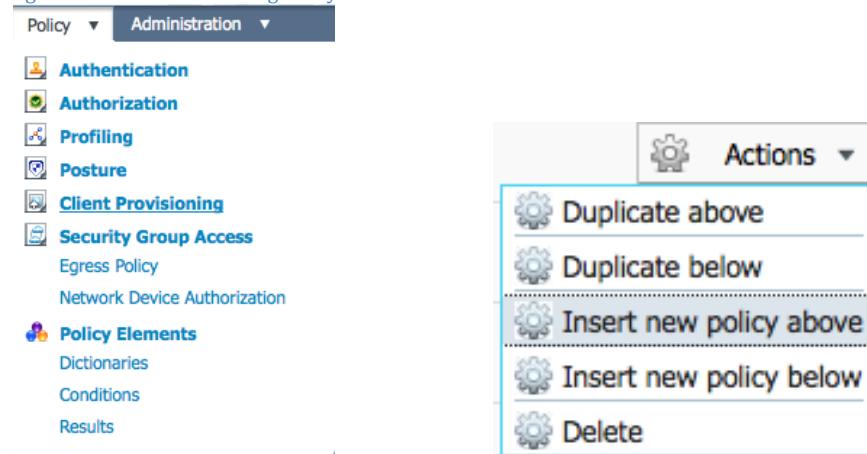 Policy ▼ Administration ▼
Authentication
Authorization
Profiling
Posture
Client Provisioning
Security Group Access
Egress Policy
Network Device Authorization
Policy Elements
Dictionaries
Conditions
Results
Actions ▼
Duplicate above
Duplicate below
Insert new policy above
Insert new policy below
Delete